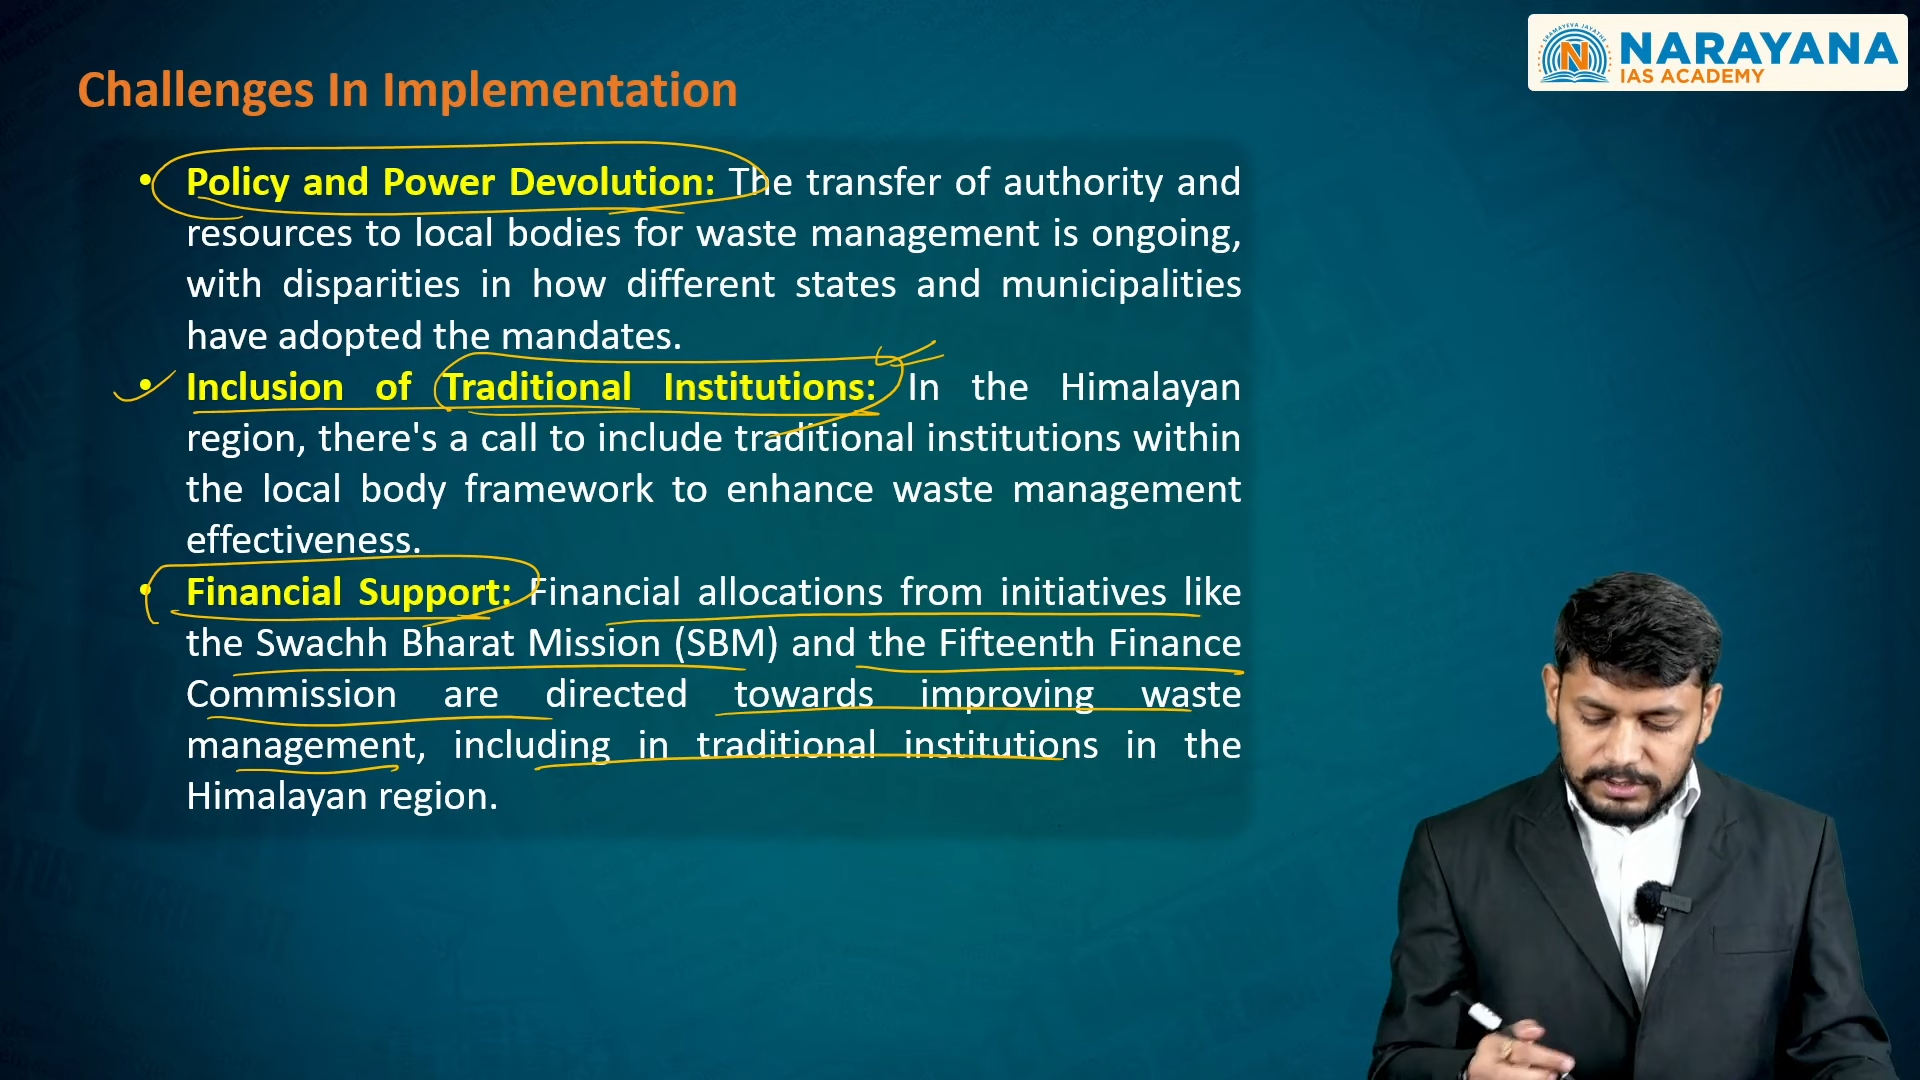 NARAYANA
IAS ACADEMY
Challenges In Implementation
• Policy and Power Devolution: The transfer of authority and
resources to local bodies for waste management is ongoing,
with disparities in how different states and municipalities
have adopted the mandates.
• Inclusion of Traditional Institutions: In the Himalayan
region, there's a call to include traditional institutions within
the local body framework to enhance waste management
effectiveness.
• Financial Support: Financial allocations from initiatives like
the Swachh Bharat Mission (SBM) and the Fifteenth Finance
Commission are directed towards improving waste
management, including in traditional institutions in the
Himalayan region.